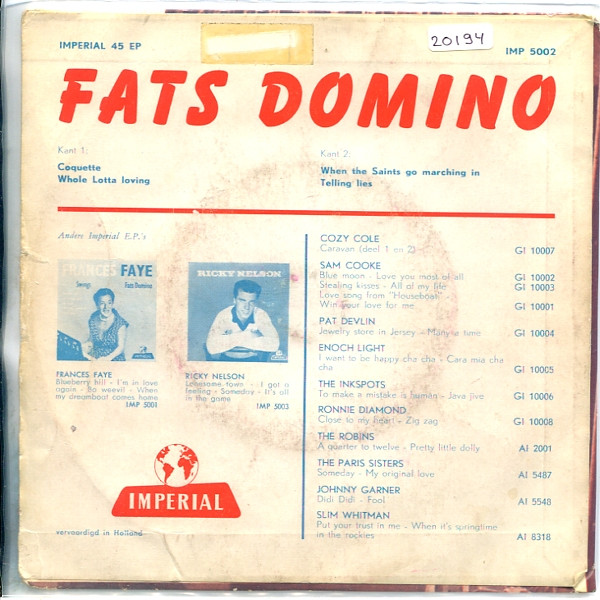 IMPERIAL 45 EP
20194
IMP 5002
FATS DOMINO
Kant 1:
Coquette
Whole Lotta loving
Kant 2:
When the Saints go marching in
Telling lies
Andere Imperial E.P.'s
FRANCES FAYE
Swings Fats Domino
FRANCES FAYE
Blueberry hill - I'm in love
again - Bo weevil - When
my dreamboat comes home
IMP 5001
RICKY NELSON
RICKY NELSON
Lonesome town - I got a
feeling - Someday - It's all
in the game
IMP 5003
IMPERIAL
vervaardigd in Holland
COZY COLE
Caravan (deel 1 en 2) GI 10007
SAM COOKE
Blue moon - Love you most of all GI 10002
Stealing kisses - All of my life GI 10003
Love song from "Houseboat"
Win your love for me GI 10001
PAT DEVLIN
Jewelry store in Jersey - Many a time GI 10004
ENOCH LIGHT
I want to be happy cha cha - Cara mia cha
cha GI 10005
THE INKSPOTS
To make a mistake is human - Java jive GI 10006
RONNIE DIAMOND
Close to my heart - Zig zag GI 10008
THE ROBINS
A quarter to twelve - Pretty little dolly AI 2001
THE PARIS SISTERS
Someday - My original love AI 5487
JOHNNY GARNER
Didi Didi - Fool AI 5548
SLIM WHITMAN
Put your trust in me - When it's springtime
in the rockies AI 8318